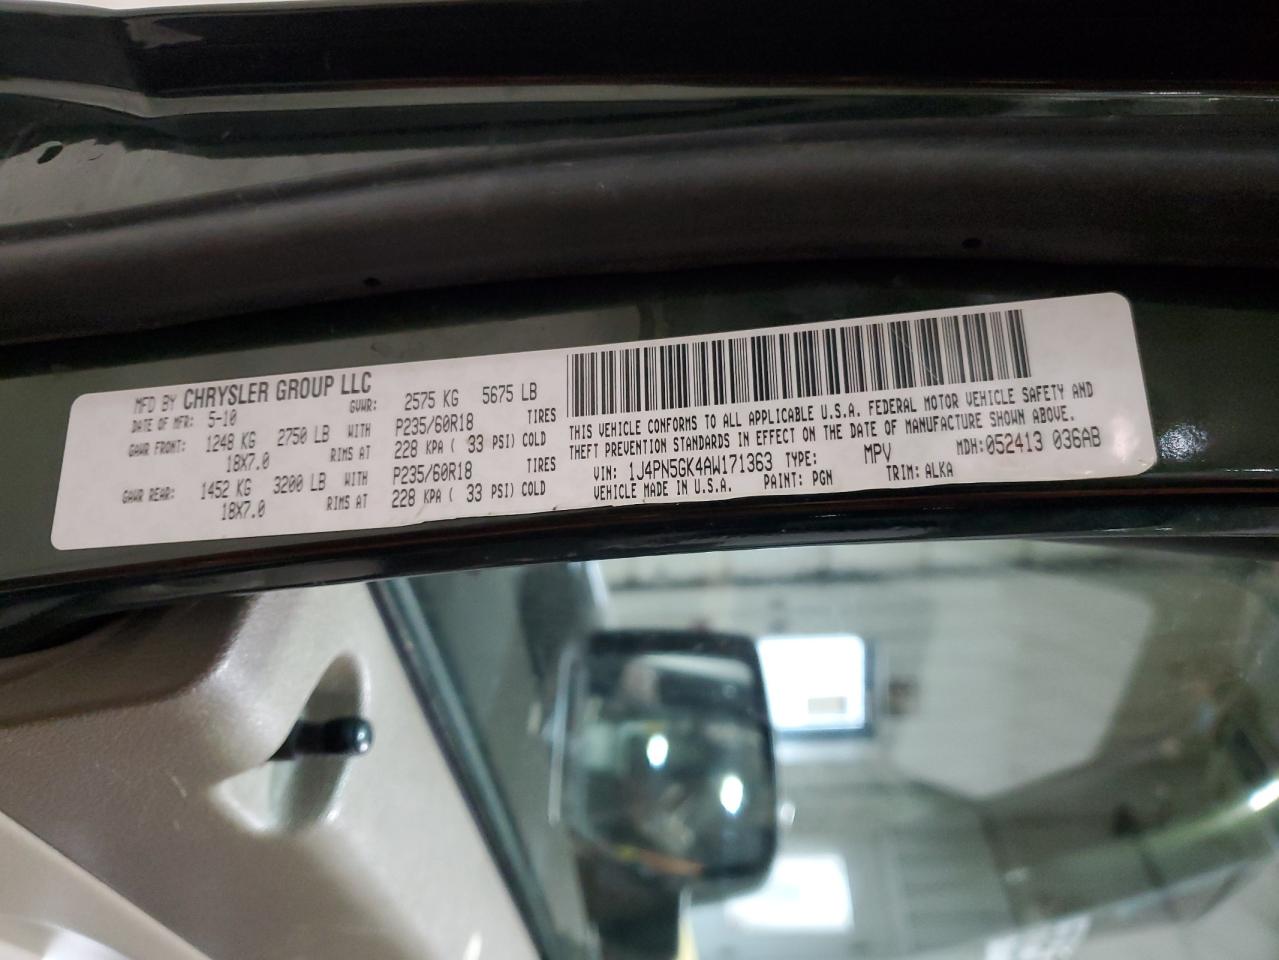 MFD BY CHRYSLER GROUP LLC
DATE OF MFR: 5-10 GVWR: 2575 KG 5675 LB
GAWR FRONT: 1248 KG 2750 LB WITH P235/60R18 TIRES
18X7.0 RIMS AT 228 KPA ( 33 PSI) COLD
GAWR REAR: 1452 KG 3200 LB WITH P235/60R18 TIRES
18X7.0 RIMS AT 228 KPA ( 33 PSI) COLD
THIS VEHICLE CONFORMS TO ALL APPLICABLE U.S.A. FEDERAL MOTOR VEHICLE SAFETY AND
THEFT PREVENTION STANDARDS IN EFFECT ON THE DATE OF MANUFACTURE SHOWN ABOVE.
VIN: 1J4PN5GK4AW171363 TYPE: MPV MDH:052413 036AB
VEHICLE MADE IN U.S.A. PAINT: PGN TRIM: ALKA